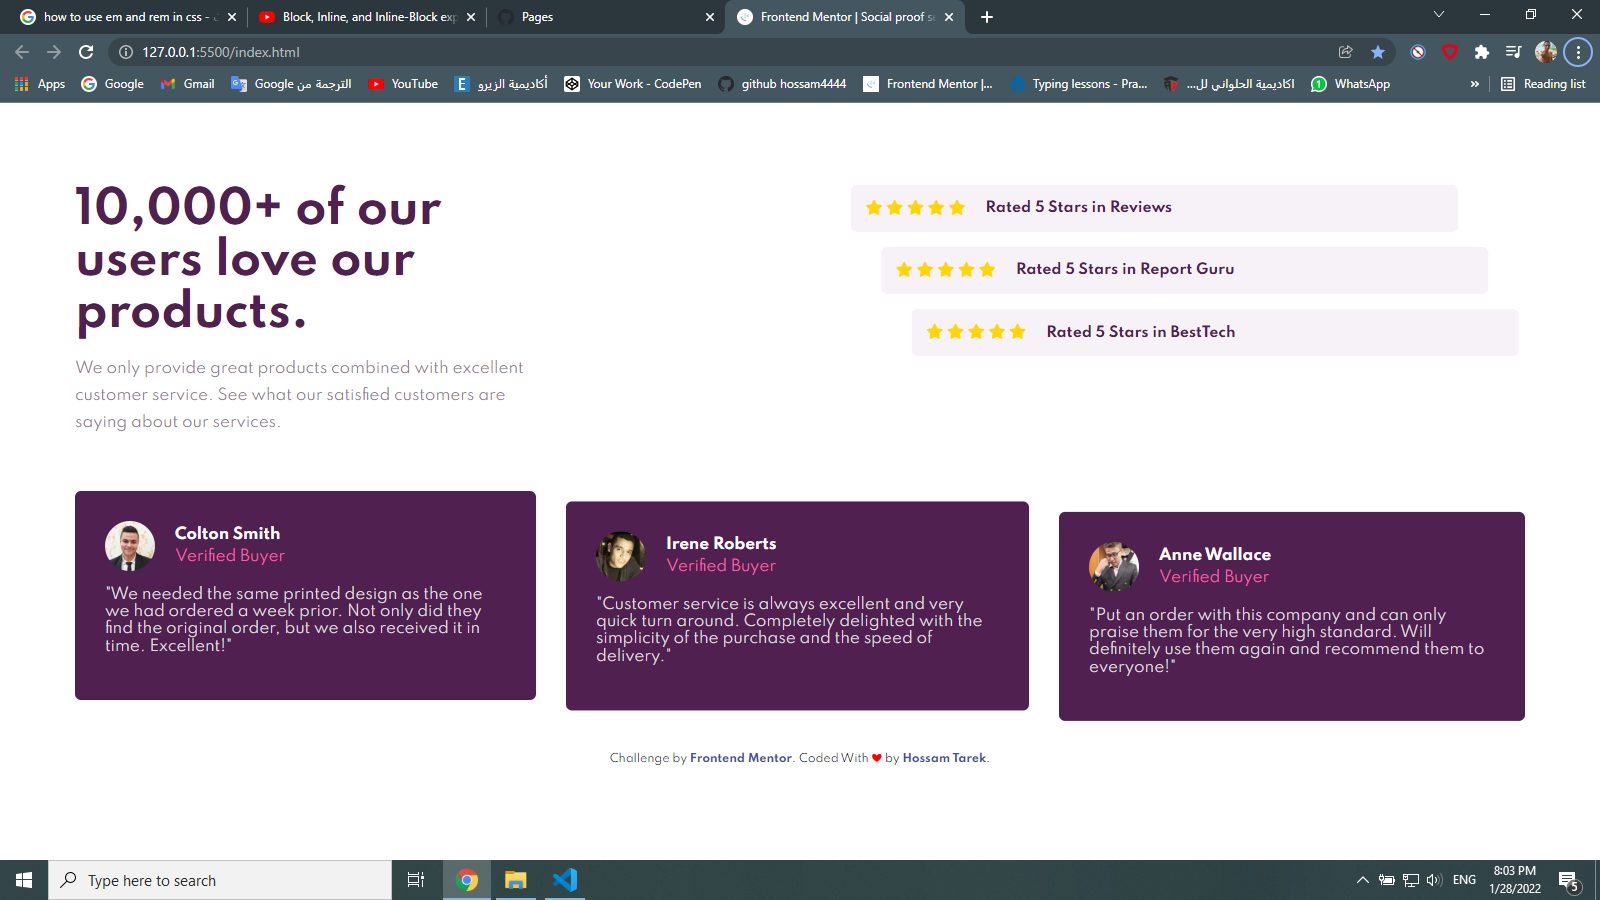 how to use em and rem in css -
Block, Inline, and Inline-Block exp
Pages
Frontend Mentor | Social proof se
127.0.0.1:5500/index.html
Apps
Google
Gmail
الترجمة من Google
YouTube
أكاديمية الزيرو
Your Work - CodePen
github hossam4444
Frontend Mentor |...
Typing lessons - Pra...
اكاديمية الحلواني لل...
WhatsApp
»
Reading list
10,000+ of our
users love our
products.
We only provide great products combined with excellent
customer service. See what our satisfied customers are
saying about our services.
Rated 5 Stars in Reviews
Rated 5 Stars in Report Guru
Rated 5 Stars in BestTech
Colton Smith
Verified Buyer
"We needed the same printed design as the one
we had ordered a week prior. Not only did they
find the original order, but we also received it in
time. Excellent!"
Irene Roberts
Verified Buyer
"Customer service is always excellent and very
quick turn around. Completely delighted with the
simplicity of the purchase and the speed of
delivery."
Anne Wallace
Verified Buyer
"Put an order with this company and can only
praise them for the very high standard. Will
definitely use them again and recommend them to
everyone!"
Challenge by Frontend Mentor. Coded With ❤ by Hossam Tarek.
Type here to search
ENG
8:03 PM
1/28/2022
5